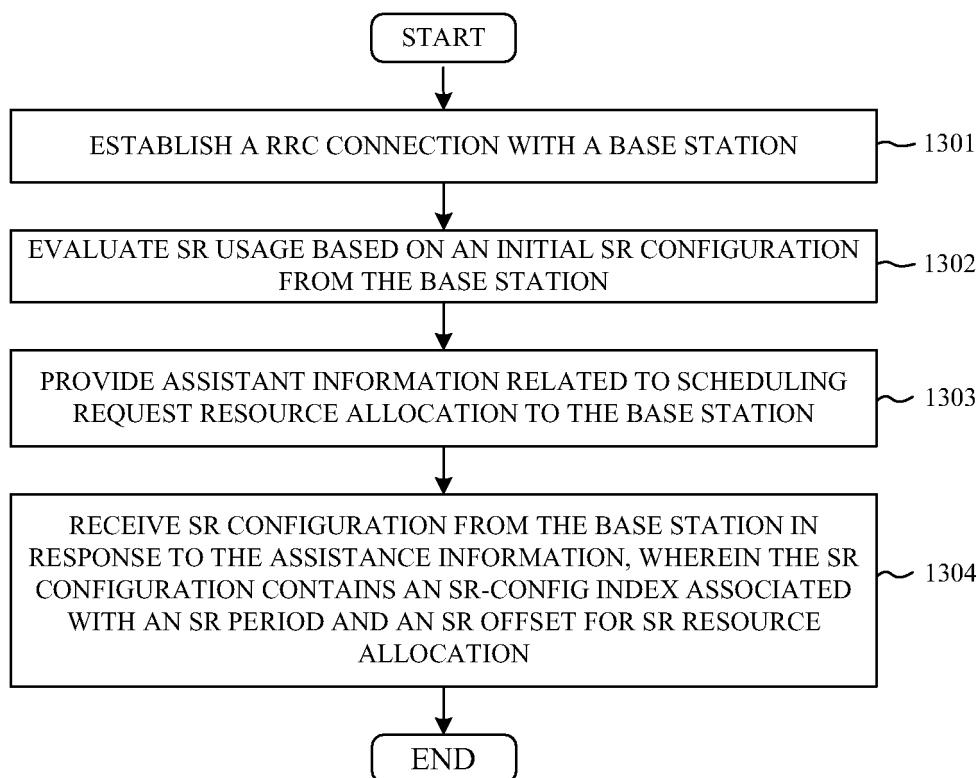 START
ESTABLISH A RRC CONNECTION WITH A BASE STATION
1301
EVALUATE SR USAGE BASED ON AN INITIAL SR CONFIGURATION
FROM THE BASE STATION
1302
PROVIDE ASSISTANT INFORMATION RELATED TO SCHEDULING
REQUEST RESOURCE ALLOCATION TO THE BASE STATION
1303
RECEIVE SR CONFIGURATION FROM THE BASE STATION IN
RESPONSE TO THE ASSISTANCE INFORMATION, WHEREIN THE SR
CONFIGURATION CONTAINS AN SR-CONFIG INDEX ASSOCIATED
WITH AN SR PERIOD AND AN SR OFFSET FOR SR RESOURCE
ALLOCATION
1304
END